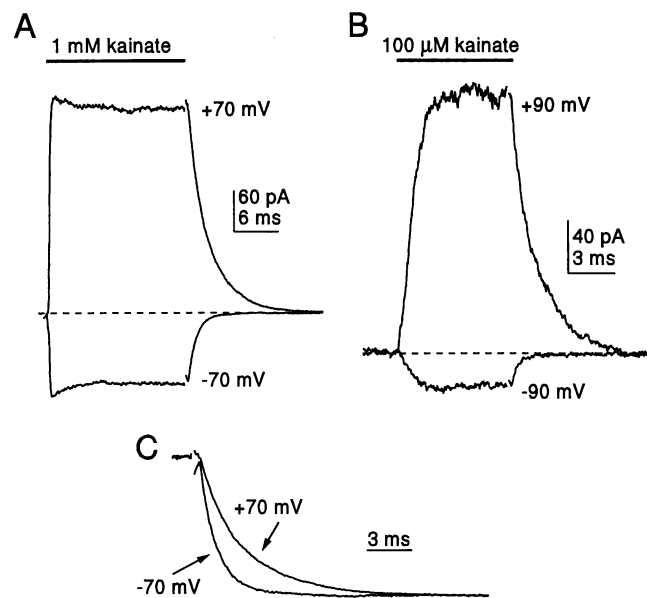 A
1 mM kainate
+70 mV
60 pA
6 ms
-70 mV
B
100 µM kainate
+90 mV
40 pA
3 ms
-90 mV
C
+70 mV
3 ms
-70 mV